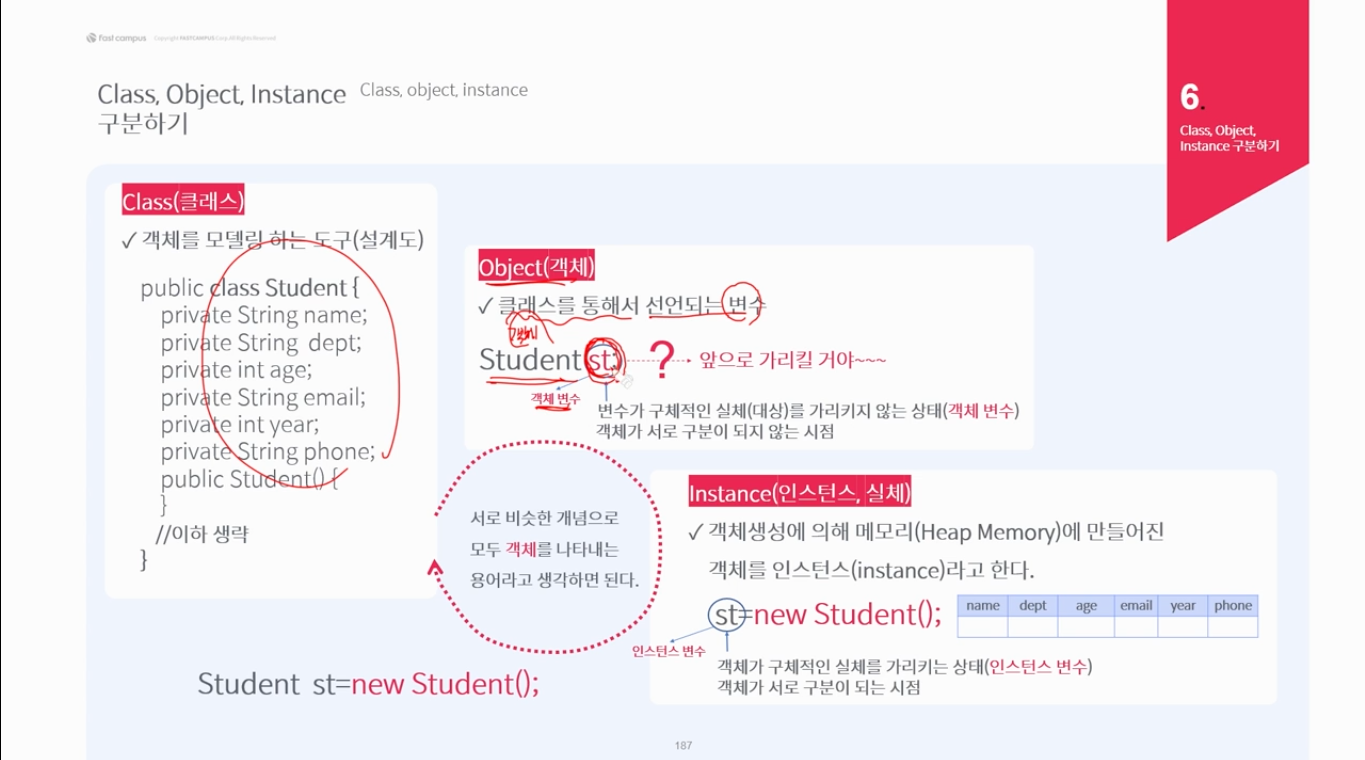 fast campus Copyright FASTCAMPUS Corp. All Rights Reserved
Class, Object, Instance Class, object, instance
구분하기
6.
Class, Object,
Instance 구분하기
Class(클래스)
✓ 객체를 모델링 하는 도구(설계도)
public class Student {
private String name;
private String dept;
private int age;
private String email;
private int year;
private String phone;
public Student() {
}
//이하 생략
}
Object(객체)
✓ 클래스를 통해서 선언되는 변수
객체
Student st; ? 앞으로 가리킬 거야~~~
객체 변수
변수가 구체적인 실체(대상)를 가리키지 않는 상태(객체 변수)
객체가 서로 구분이 되지 않는 시점
서로 비슷한 개념으로
모두 객체를 나타내는
용어라고 생각하면 된다.
Instance(인스턴스, 실체)
✓ 객체생성에 의해 메모리(Heap Memory)에 만들어진
객체를 인스턴스(instance)라고 한다.
st=new Student();
name dept age email year phone
인스턴스 변수
객체가 구체적인 실체를 가리키는 상태(인스턴스 변수)
객체가 서로 구분이 되는 시점
Student st=new Student();
187